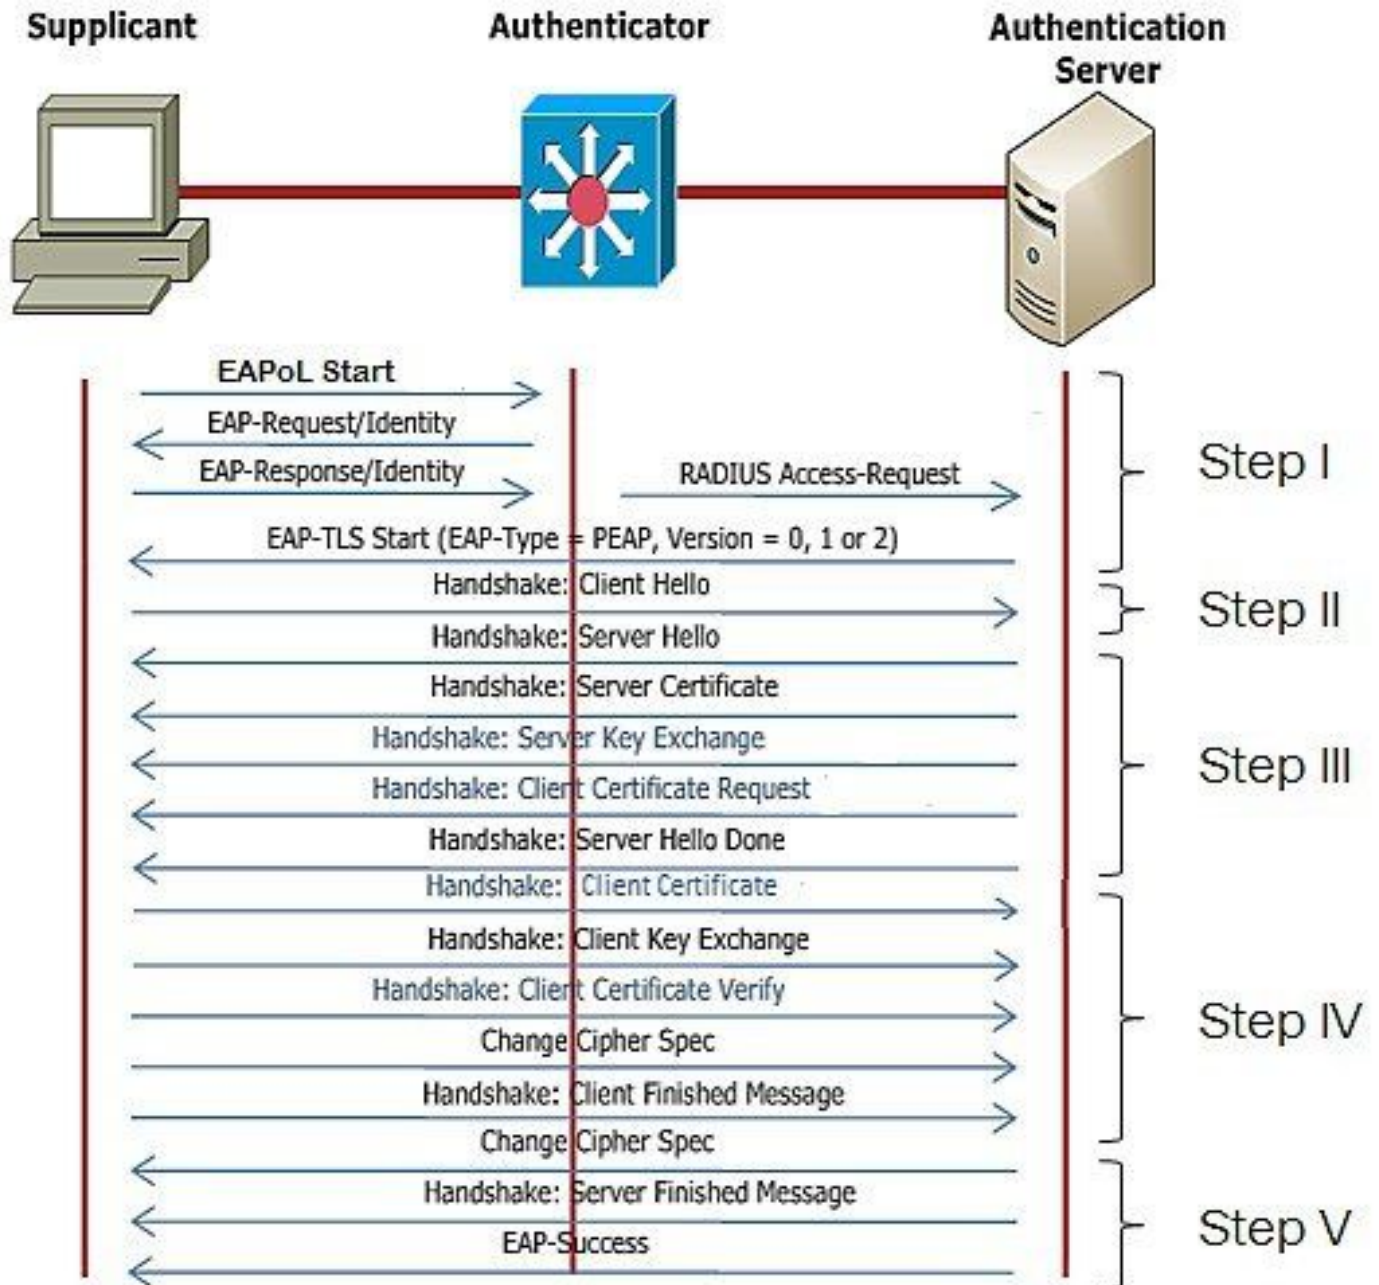 Supplicant
Authenticator
Authentication
Server
EAPoL Start
EAP-Request/Identity
EAP-Response/Identity
RADIUS Access-Request
EAP-TLS Start (EAP-Type = PEAP, Version = 0, 1 or 2)
Step I
Handshake: Client Hello
Step II
Handshake: Server Hello
Handshake: Server Certificate
Handshake: Server Key Exchange
Handshake: Client Certificate Request
Handshake: Server Hello Done
Step III
Handshake: Client Certificate
Handshake: Client Key Exchange
Handshake: Client Certificate Verify
Change Cipher Spec
Handshake: Client Finished Message
Step IV
Change Cipher Spec
Handshake: Server Finished Message
EAP-Success
Step V